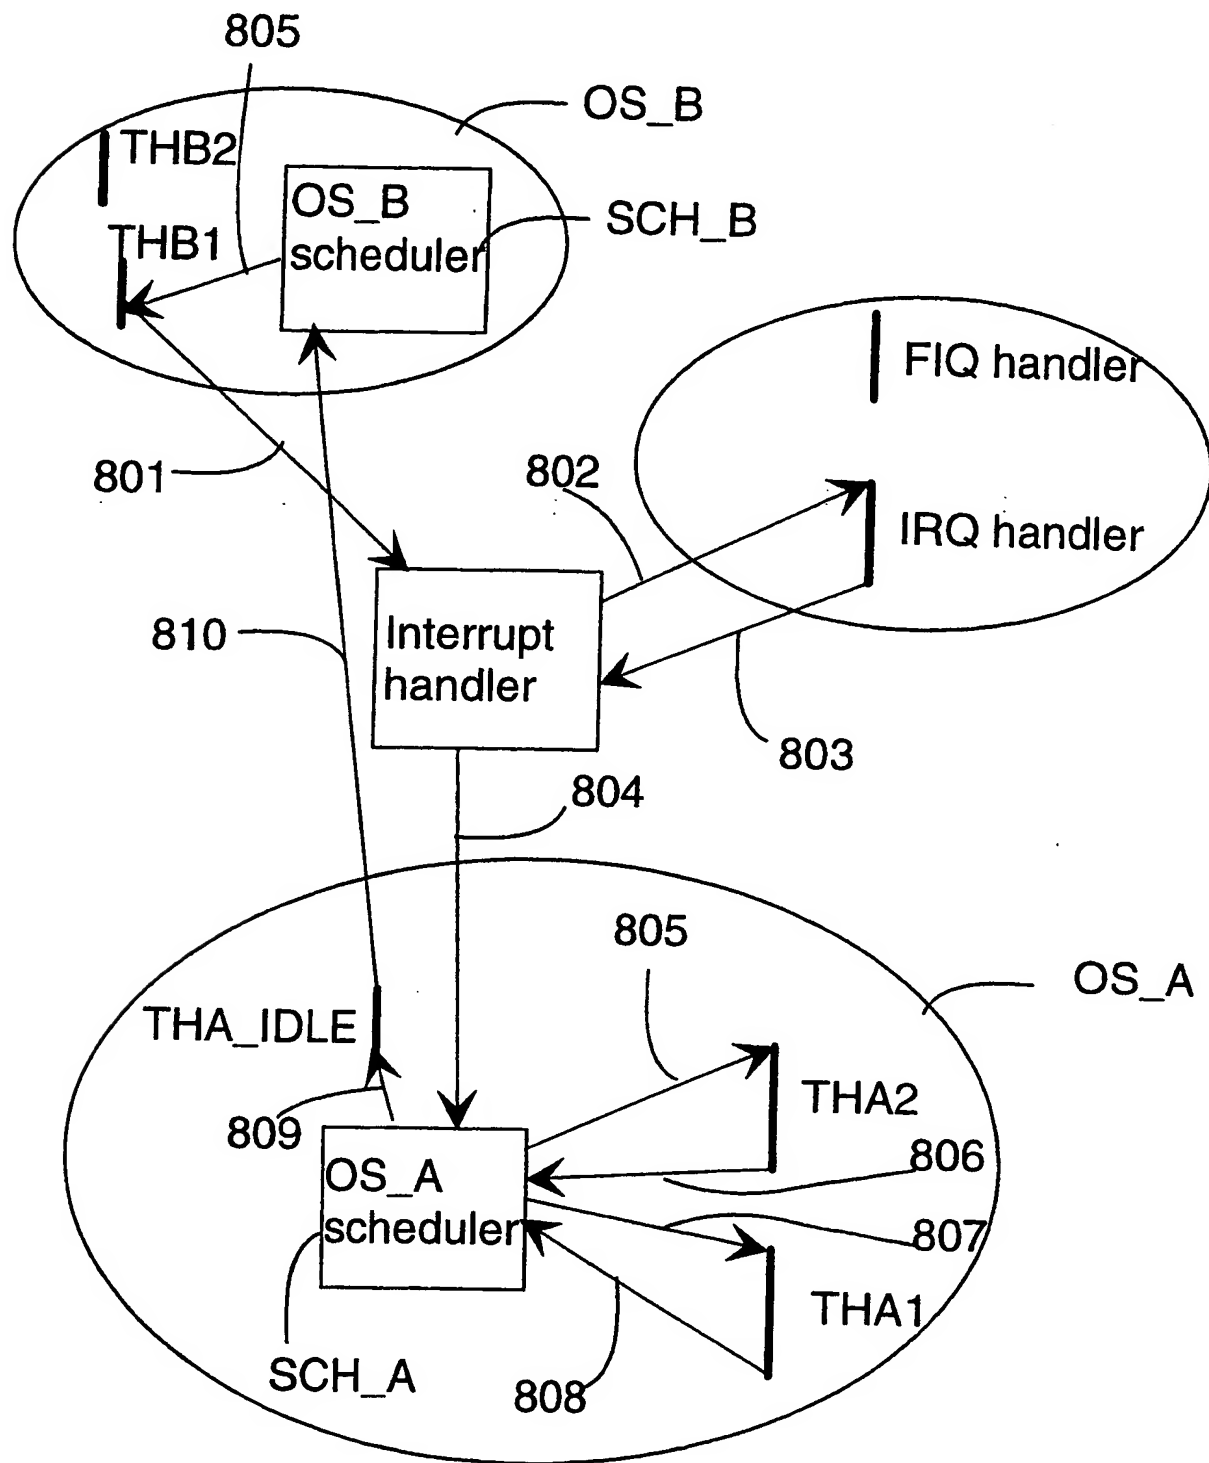 805
OS_B
THB2
OS_B
scheduler
SCH_B
THB1
FIQ handler
801
802
IRQ handler
810
Interrupt
handler
803
804
805
OS_A
THA_IDLE
THA2
809
806
OS_A
scheduler
807
THA1
SCH_A
808